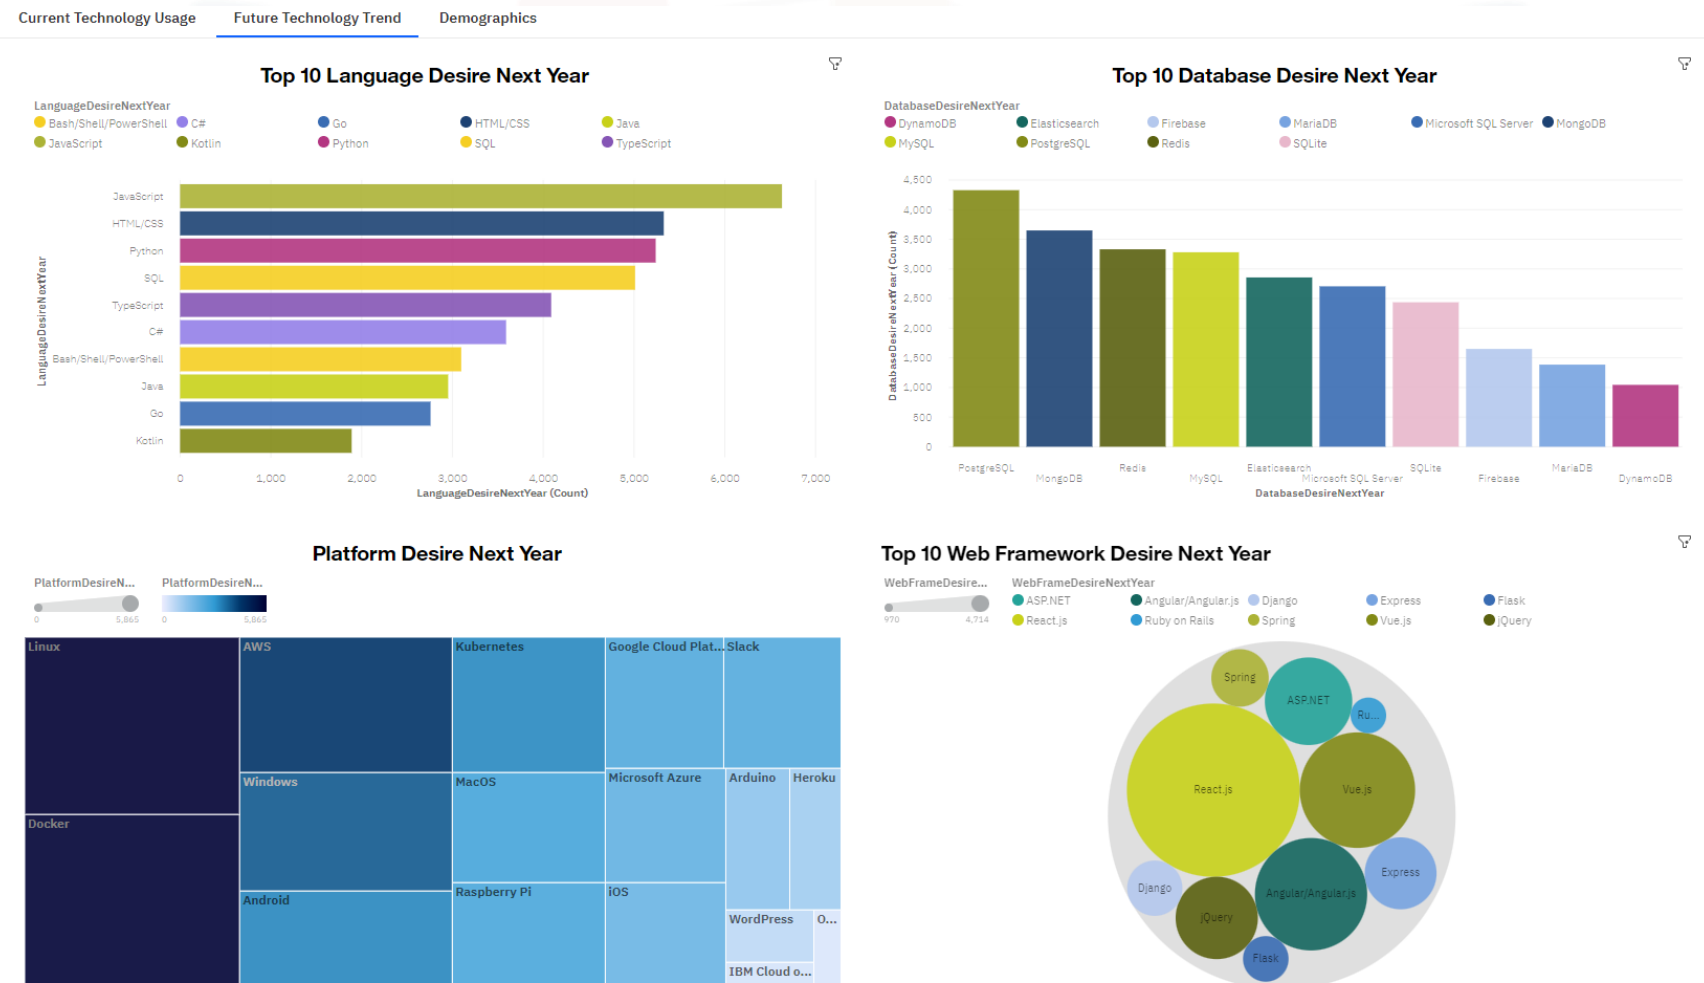 Current Technology Usage Future Technology Trend Demographics
Top 10 Language Desire Next Year
LanguageDesireNextYear
Bash/Shell/PowerShell C# Go HTML/CSS Java
JavaScript Kotlin Python SQL TypeScript
LanguageDesireNextYear
JavaScript
HTML/CSS
Python
SQL
TypeScript
C#
Bash/Shell/PowerShell
Java
Go
Kotlin
0 1,000 2,000 3,000 4,000 5,000 6,000 7,000
LanguageDesireNextYear (Count)
Top 10 Database Desire Next Year
DatabaseDesireNextYear
DynamoDB Elasticsearch Firebase MariaDB Microsoft SQL Server MongoDB
MySQL PostgreSQL Redis SQLite
DatabaseDesireNextYear (Count)
4,500
4,000
3,500
3,000
2,500
2,000
1,500
1,000
500
0
PostgreSQL Redis Elasticsearch SQLite MariaDB
MongoDB MySQL Microsoft SQL Server Firebase DynamoDB
DatabaseDesireNextYear
Platform Desire Next Year
PlatformDesireN... PlatformDesireN...
0 5,865 0 5,865
Linux AWS Kubernetes Google Cloud Plat... Slack
Windows MacOS Microsoft Azure Arduino Heroku
Docker
Android Raspberry Pi iOS
WordPress O...
IBM Cloud o...
Top 10 Web Framework Desire Next Year
WebFrameDesire... WebFrameDesireNextYear
970 4,714
ASP.NET Angular/Angular.js Django Express Flask
React.js Ruby on Rails Spring Vue.js jQuery
Spring
ASP.NET
Ru...
React.js
Vue.js
Express
Django
Angular/Angular.js
jQuery
Flask